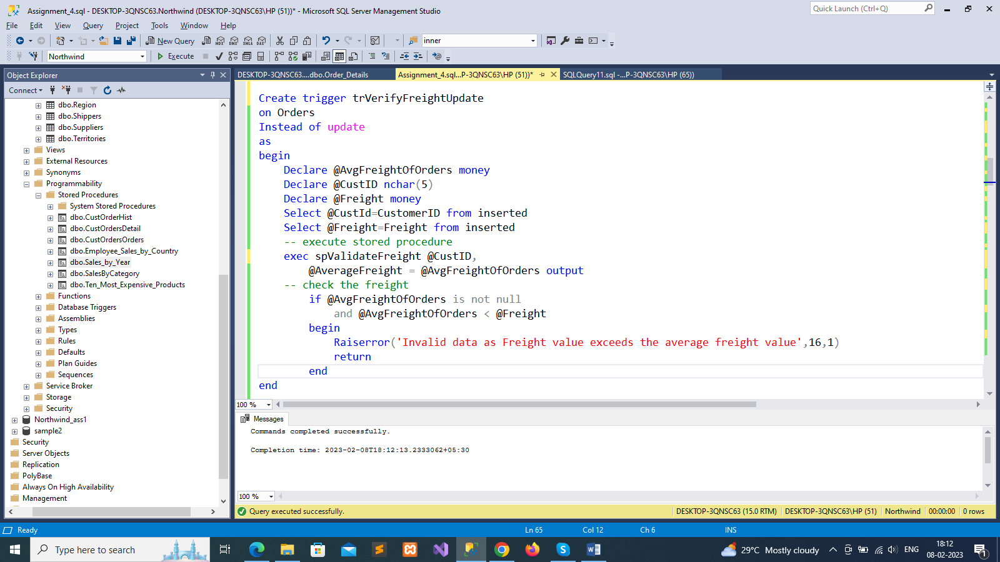 Assignment_4.sql - DESKTOP-3QNSC63.Northwind (DESKTOP-3QNSC63\HP (51))* - Microsoft SQL Server Management Studio
Quick Launch (Ctrl+Q)
File Edit View Query Project Tools Window Help
New Query
MDX DMX XMLA DAX
inner
Northwind
Execute
Object Explorer
Connect
dbo.Region
dbo.Shippers
dbo.Suppliers
dbo.Territories
Views
External Resources
Synonyms
Programmability
Stored Procedures
System Stored Procedures
dbo.CustOrderHist
dbo.CustOrdersDetail
dbo.CustOrdersOrders
dbo.Employee_Sales_by_Country
dbo.Sales_by_Year
dbo.SalesByCategory
dbo.Ten_Most_Expensive_Products
Functions
Database Triggers
Assemblies
Types
Rules
Defaults
Plan Guides
Sequences
Service Broker
Storage
Security
Northwind_ass1
sample2
Security
Server Objects
Replication
PolyBase
Always On High Availability
Management
DESKTOP-3QNSC63....dbo.Order_Details
Assignment_4.sql...P-3QNSC63\HP (51))*
SQLQuery11.sql -...P-3QNSC63\HP (65))
Create trigger trVerifyFreightUpdate
on Orders
Instead of update
as
begin
Declare @AvgFreightOfOrders money
Declare @CustID nchar(5)
Declare @Freight money
Select @CustId=CustomerID from inserted
Select @Freight=Freight from inserted
-- execute stored procedure
exec spValidateFreight @CustID,
@AverageFreight = @AvgFreightOfOrders output
-- check the freight
if @AvgFreightOfOrders is not null
and @AvgFreightOfOrders < @Freight
begin
Raiserror('Invalid data as Freight value exceeds the average freight value',16,1)
return
end
end
100 %
Messages
Commands completed successfully.
Completion time: 2023-02-08T18:12:13.2333062+05:30
100 %
Query executed successfully.
DESKTOP-3QNSC63 (15.0 RTM) DESKTOP-3QNSC63\HP (51) Northwind 00:00:00 0 rows
Ready
Ln 65 Col 12 Ch 6 INS
Type here to search
29°C Mostly cloudy
ENG
18:12
08-02-2023
1